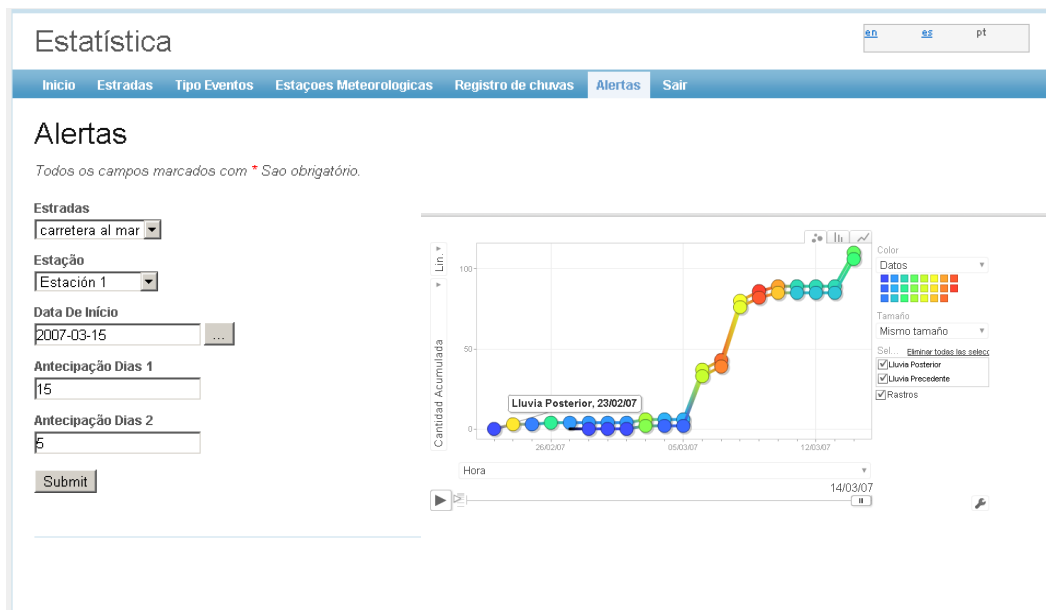 Estatística
en es pt
Inicio Estradas Tipo Eventos Estaçoes Meteorologicas Registro de chuvas Alertas Sair
Alertas
Todos os campos marcados com * Sao obrigatório.
Estradas
carretera al mar
Estação
Estación 1
Data De Início
2007-03-15 ...
Antecipação Dias 1
15
Antecipação Dias 2
5
Submit
Lin.
Cantidad Acumulada
100
50
0
Lluvia Posterior, 23/02/07
26/02/07 05/03/07 12/03/07
Hora
14/03/07
Color
Datos
Tamaño
Mismo tamaño
Sel... Eliminar todas las selecc
Lluvia Posterior
Lluvia Precedente
Rastros